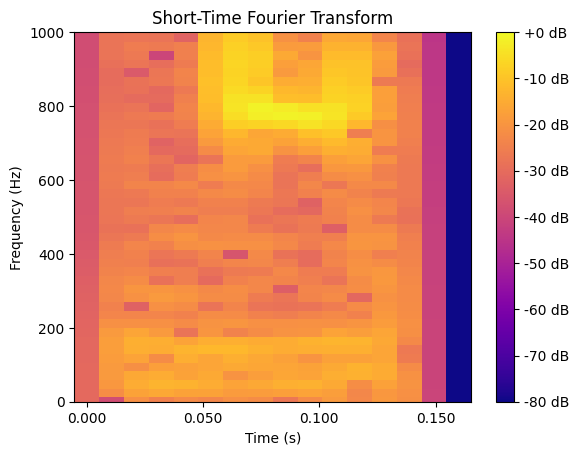 Short-Time Fourier Transform
1000
800
600
400
200
0
Frequency (Hz)
0.000
0.050
0.100
0.150
Time (s)
+0 dB
-10 dB
-20 dB
-30 dB
-40 dB
-50 dB
-60 dB
-70 dB
-80 dB